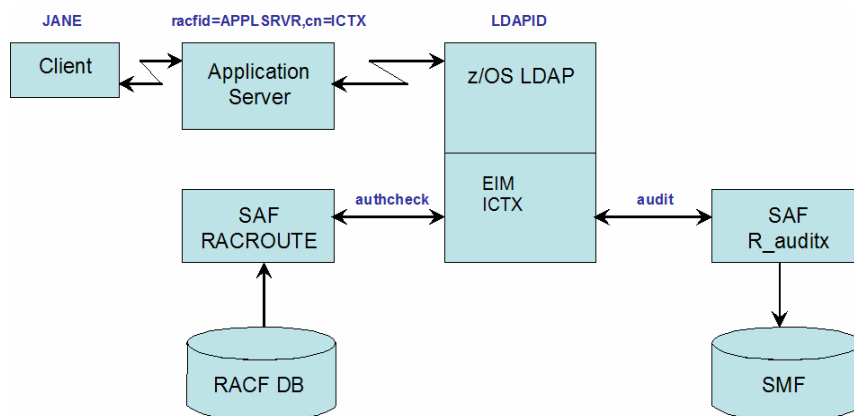 JANE
racfid=APPLSRVR,cn=ICTX
LDAPID
Client
Application
Server
z/OS LDAP
EIM
ICTX
authcheck
audit
SAF
RACROUTE
SAF
R_auditx
RACF DB
SMF